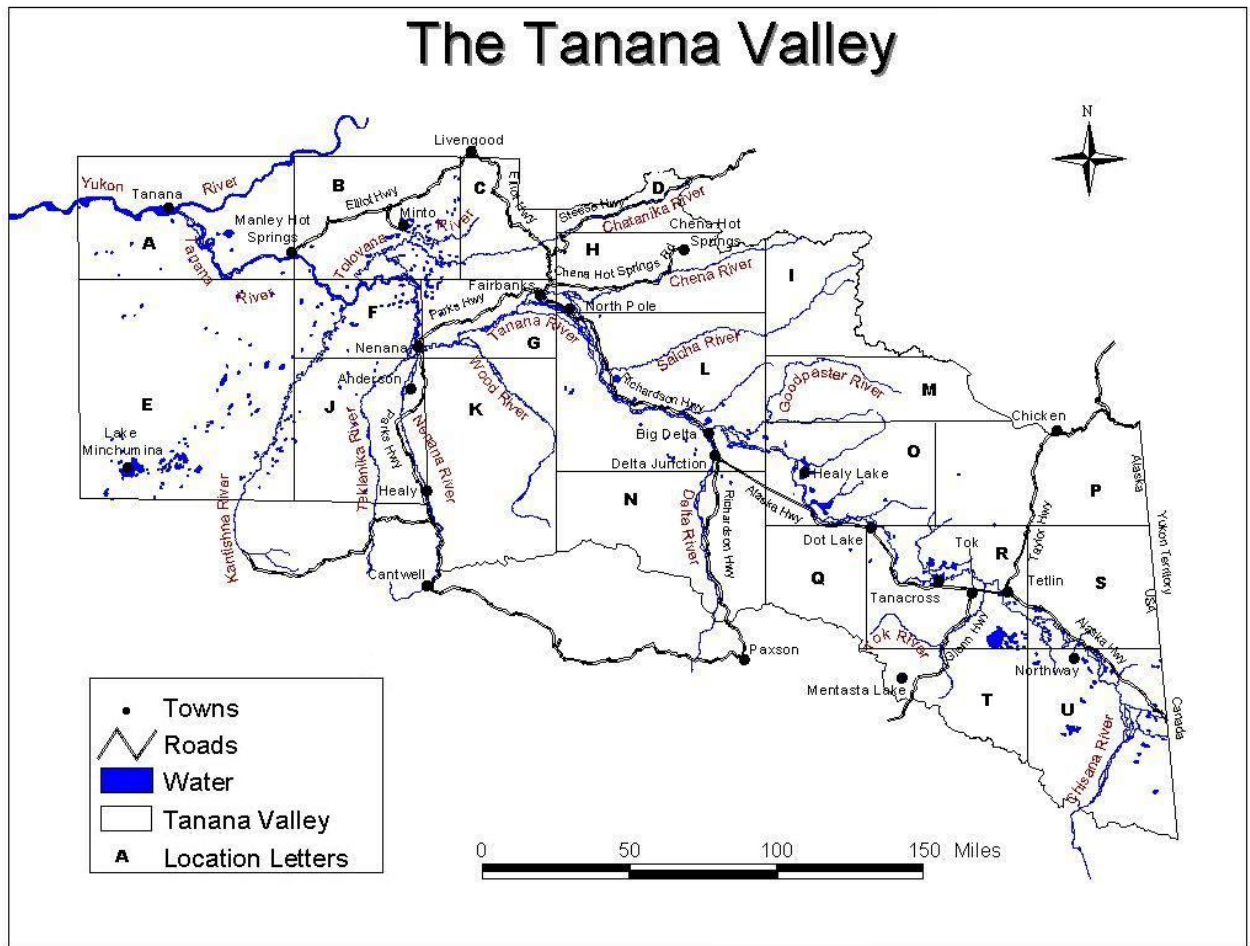 The Tanana Valley
N
Livengood
Yukon
River
Tanana
B
Elliot Hwy
C
Elliot Hwy
D
Steese Hwy
Chatanika River
Minto
Manley Hot
Springs
A
Tanana
River
Tolovana
River
H
Chena Hot
Springs
Chena Hot Springs Rd
Chena River
I
Fairbanks
North Pole
Parks Hwy
F
Tanana River
G
Nenana
Salcha River
L
Richardson Hwy
Goodpaster River
M
Anderson
J
Wood River
K
E
Lake
Minchumina
Teklanika River
Parks Hwy
Nenana River
Healy
Kantishna River
Big Delta
Delta Junction
Healy Lake
O
Chicken
Alaska
Yukon Territory
N
Delta River
Richardson Hwy
Alaska Hwy
P
Taylor Hwy
Dot Lake
Tok
R
Tetlin
Q
Tanacross
S
USA
Cantwell
Paxson
Tok River
Glenn Hwy
Alaska Hwy
Mentasta Lake
Northway
T
U
Canada
Chisana River
Towns
Roads
Water
Tanana Valley
A Location Letters
0 50 100 150 Miles